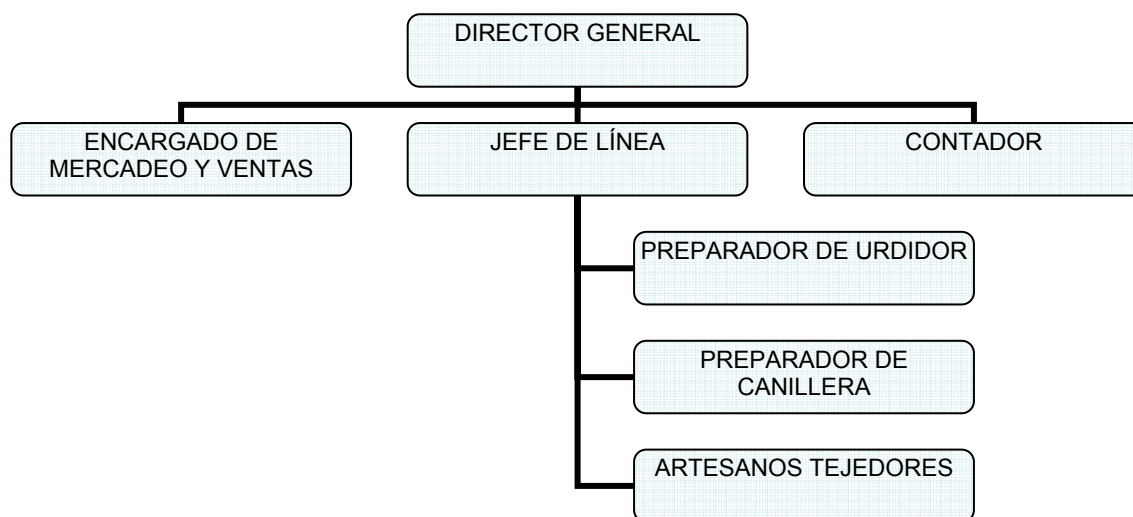 DIRECTOR GENERAL
ENCARGADO DE
MERCADEO Y VENTAS
JEFE DE LÍNEA
CONTADOR
PREPARADOR DE URDIDOR
PREPARADOR DE
CANILLERA
ARTESANOS TEJEDORES